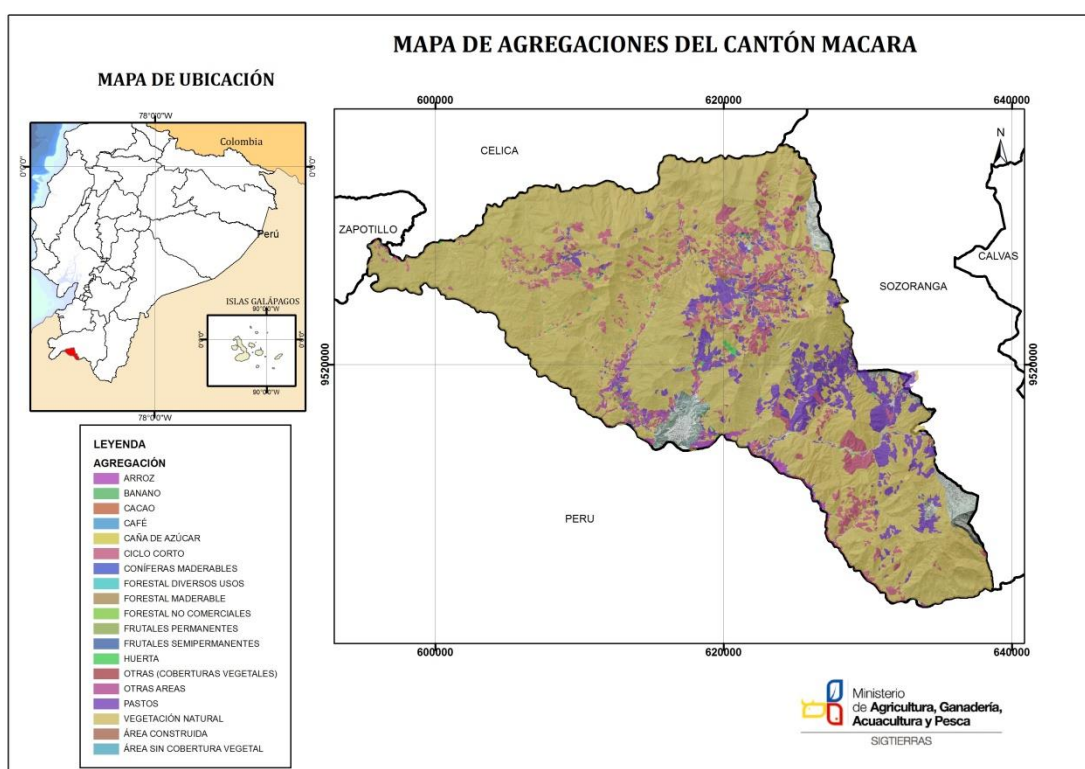 MAPA DE AGREGACIONES DEL CANTÓN MACARA
MAPA DE UBICACIÓN
78°0'0"W
Colombia
0°0'0"
0°0'0"
Perú
ISLAS GALÁPAGOS
90°0'0"W
0°0'0"
0°0'0"
90°0'0"W
78°0'0"W
600000
620000
640000
N
CELICA
ZAPOTILLO
CALVAS
SOZORANGA
9520000
9520000
PERU
600000
620000
640000
LEYENDA
AGREGACIÓN
ARROZ
BANANO
CACAO
CAFÉ
CAÑA DE AZÚCAR
CICLO CORTO
CONÍFERAS MADERABLES
FORESTAL DIVERSOS USOS
FORESTAL MADERABLE
FORESTAL NO COMERCIALES
FRUTALES PERMANENTES
FRUTALES SEMIPERMANENTES
HUERTA
OTRAS (COBERTURAS VEGETALES)
OTRAS AREAS
PASTOS
VEGETACIÓN NATURAL
ÁREA CONSTRUIDA
ÁREA SIN COBERTURA VEGETAL
Ministerio
de Agricultura, Ganadería,
Acuacultura y Pesca
SIGTIERRAS